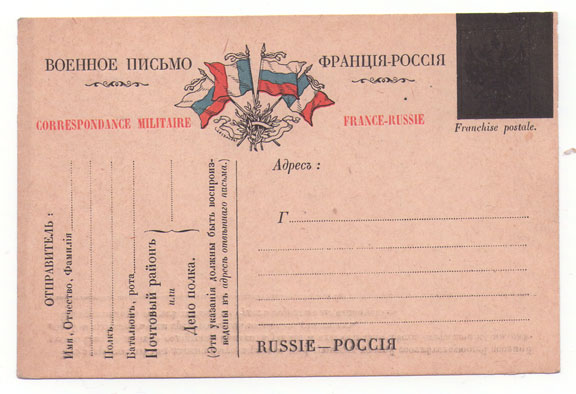 ВОЕННОЕ ПИСЬМО
ФРАНЦІЯ-РОССІЯ
CORRESPONDANCE MILITAIRE
FRANCE-RUSSIE
Franchise postale.
Адресъ :
Г
RUSSIE—РОССІЯ
ОТПРАВИТЕЛЬ :
Имя, Отчество, Фамилія
Полкъ
Батальонъ, рота
Почтовый районъ
или
Депо полка.
(Эти указанія должны быть воспроиз-
ведены въ адресѣ отвѣтнаго письма.)